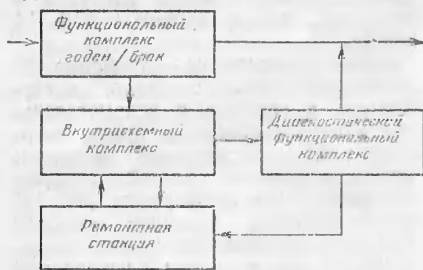 Функциональный
комплекс
годен / брак
Внутрисхемный
комплекс
Диагностический
функциональный
комплекс
Ремонтная
станция